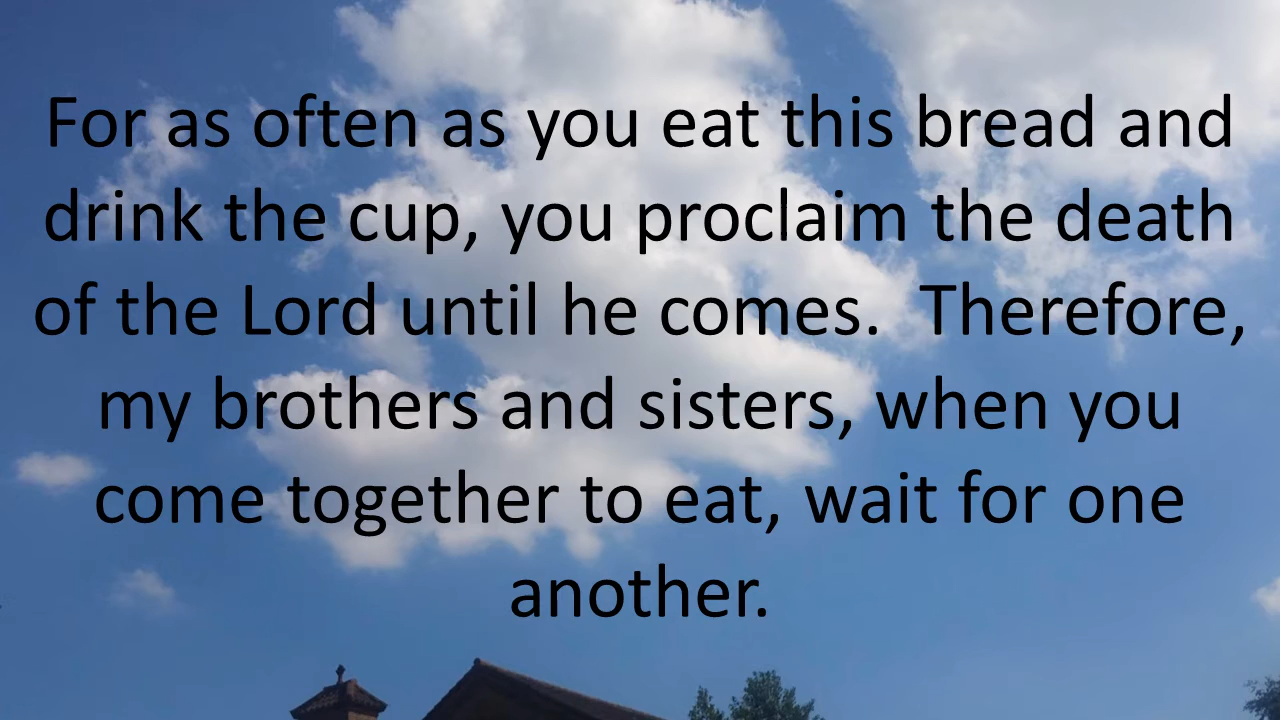 For as often as you eat this bread and
drink the cup, you proclaim the death
of the Lord until he comes.  Therefore,
my brothers and sisters, when you
come together to eat, wait for one
another.